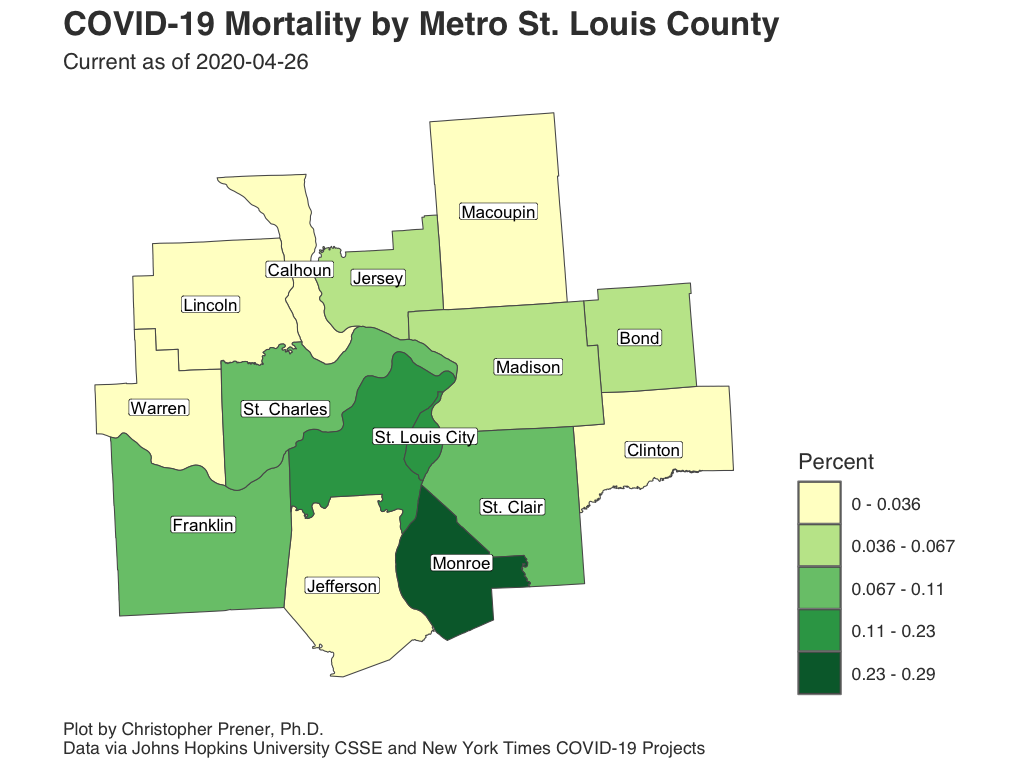 COVID-19 Mortality by Metro St. Louis County
Current as of 2020-04-26
Macoupin
Calhoun
Jersey
Lincoln
Bond
Madison
Warren
St. Charles
St. Louis City
Clinton
Franklin
St. Clair
Monroe
Jefferson
Percent
0 - 0.036
0.036 - 0.067
0.067 - 0.11
0.11 - 0.23
0.23 - 0.29
Plot by Christopher Prener, Ph.D.
Data via Johns Hopkins University CSSE and New York Times COVID-19 Projects